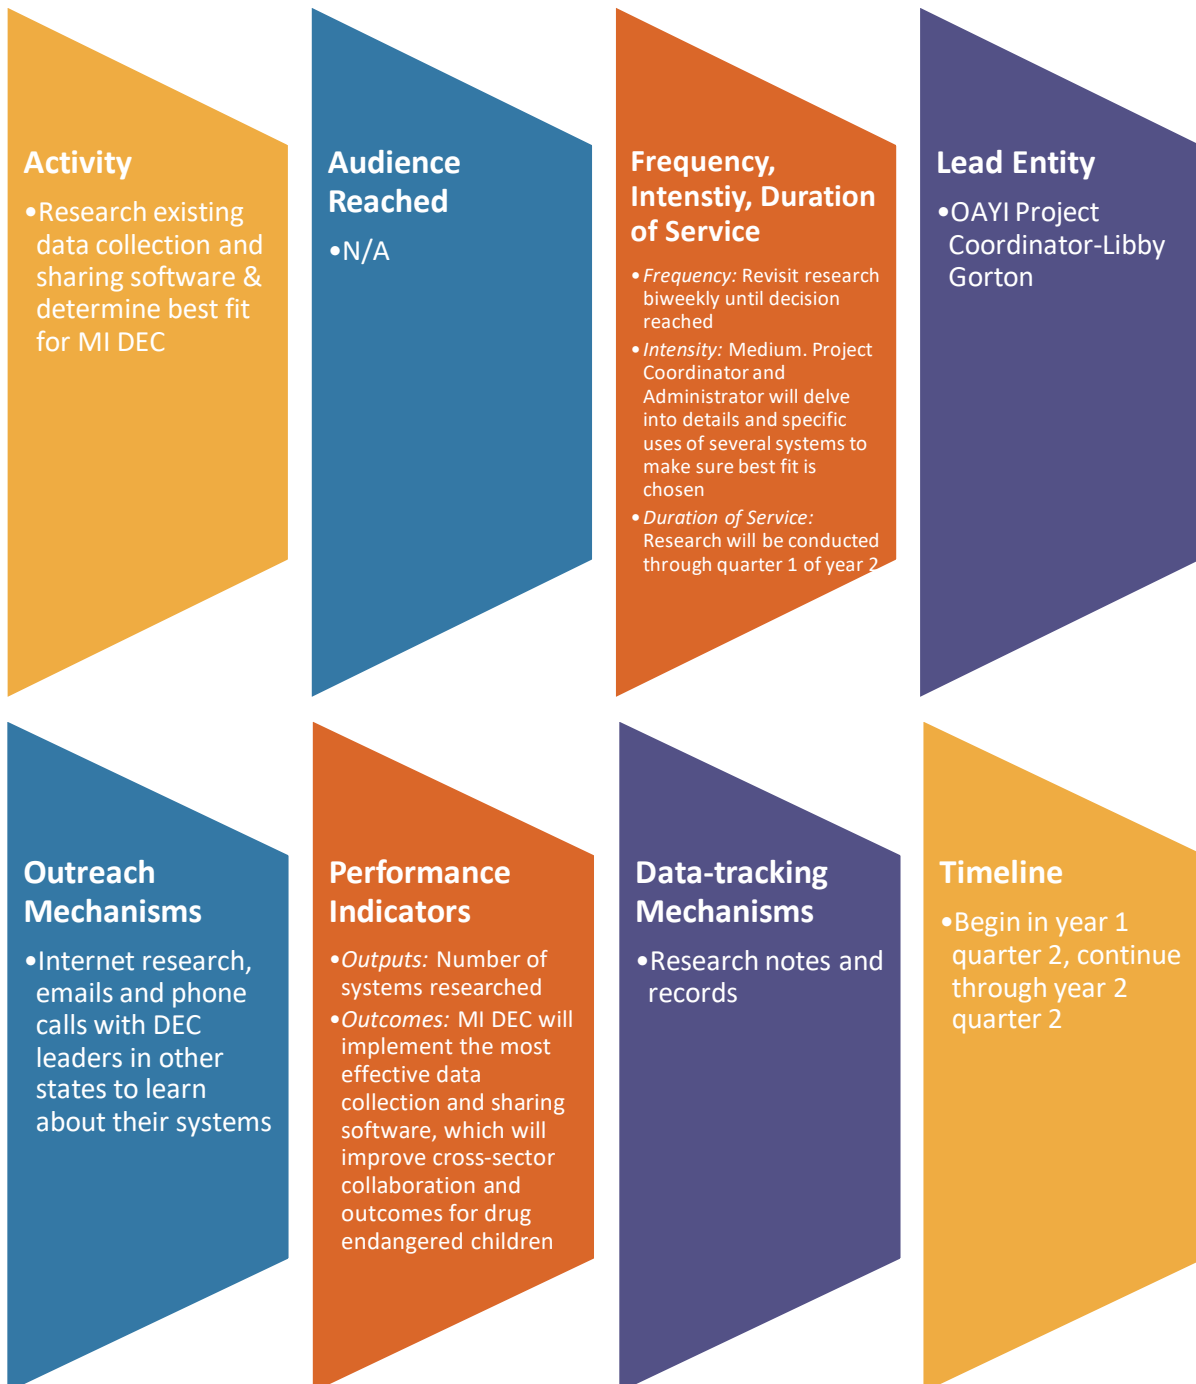 Activity
•Research existing
data collection and
sharing software &
determine best fit
for MI DEC
Audience
Reached
•N/A
Frequency,
Intenstiy, Duration
of Service
•Frequency: Revisit research
biweekly until decision
reached
•Intensity: Medium. Project
Coordinator and
Administrator will delve
into details and specific
uses of several systems to
make sure best fit is
chosen
•Duration of Service:
Research will be conducted
through quarter 1 of year 2
Lead Entity
•OAYI Project
Coordinator-Libby
Gorton
Outreach
Mechanisms
•Internet research,
emails and phone
calls with DEC
leaders in other
states to learn
about their systems
Performance
Indicators
•Outputs: Number of
systems researched
•Outcomes: MI DEC will
implement the most
effective data
collection and sharing
software, which will
improve cross-sector
collaboration and
outcomes for drug
endangered children
Data-tracking
Mechanisms
•Research notes and
records
Timeline
•Begin in year 1
quarter 2, continue
through year 2
quarter 2